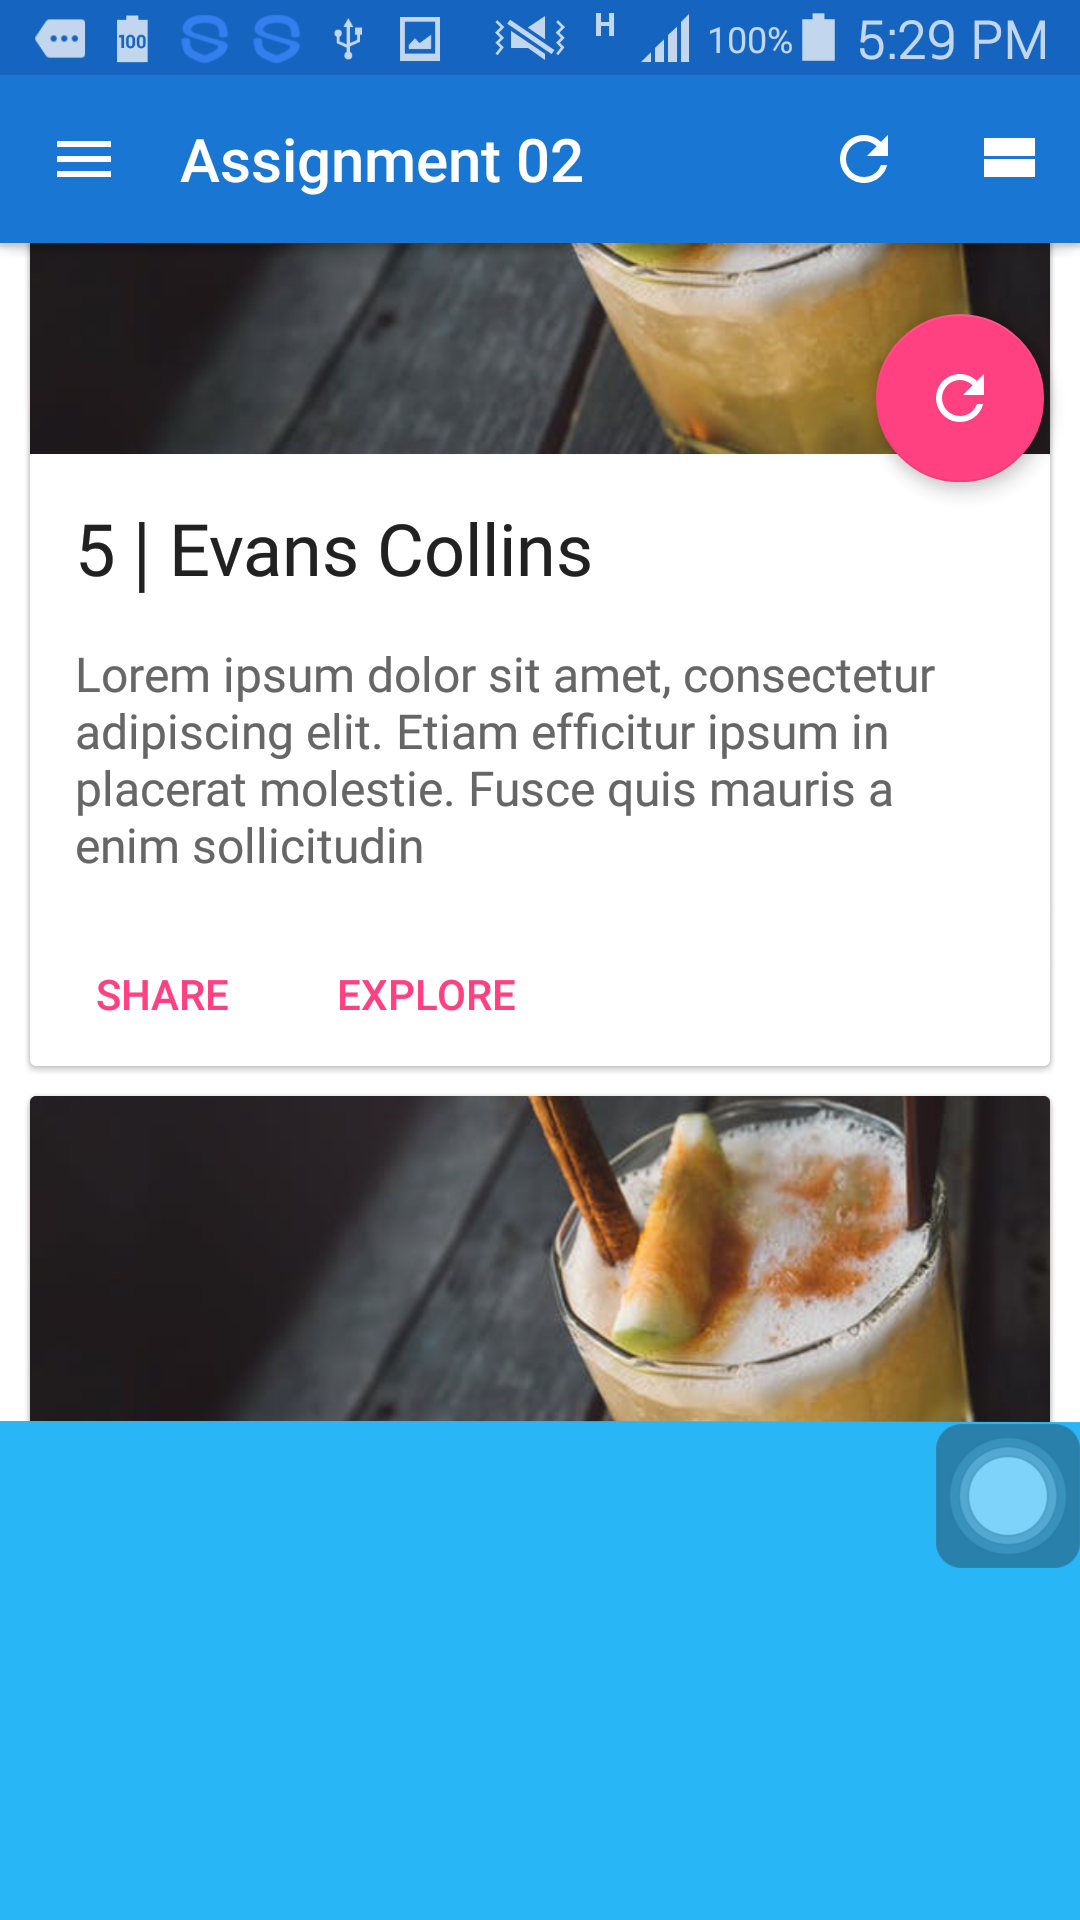 100
H
100%
5:29 PM
Assignment 02
5 | Evans Collins
Lorem ipsum dolor sit amet, consectetur
adipiscing elit. Etiam efficitur ipsum in
placerat molestie. Fusce quis mauris a
enim sollicitudin
SHARE EXPLORE